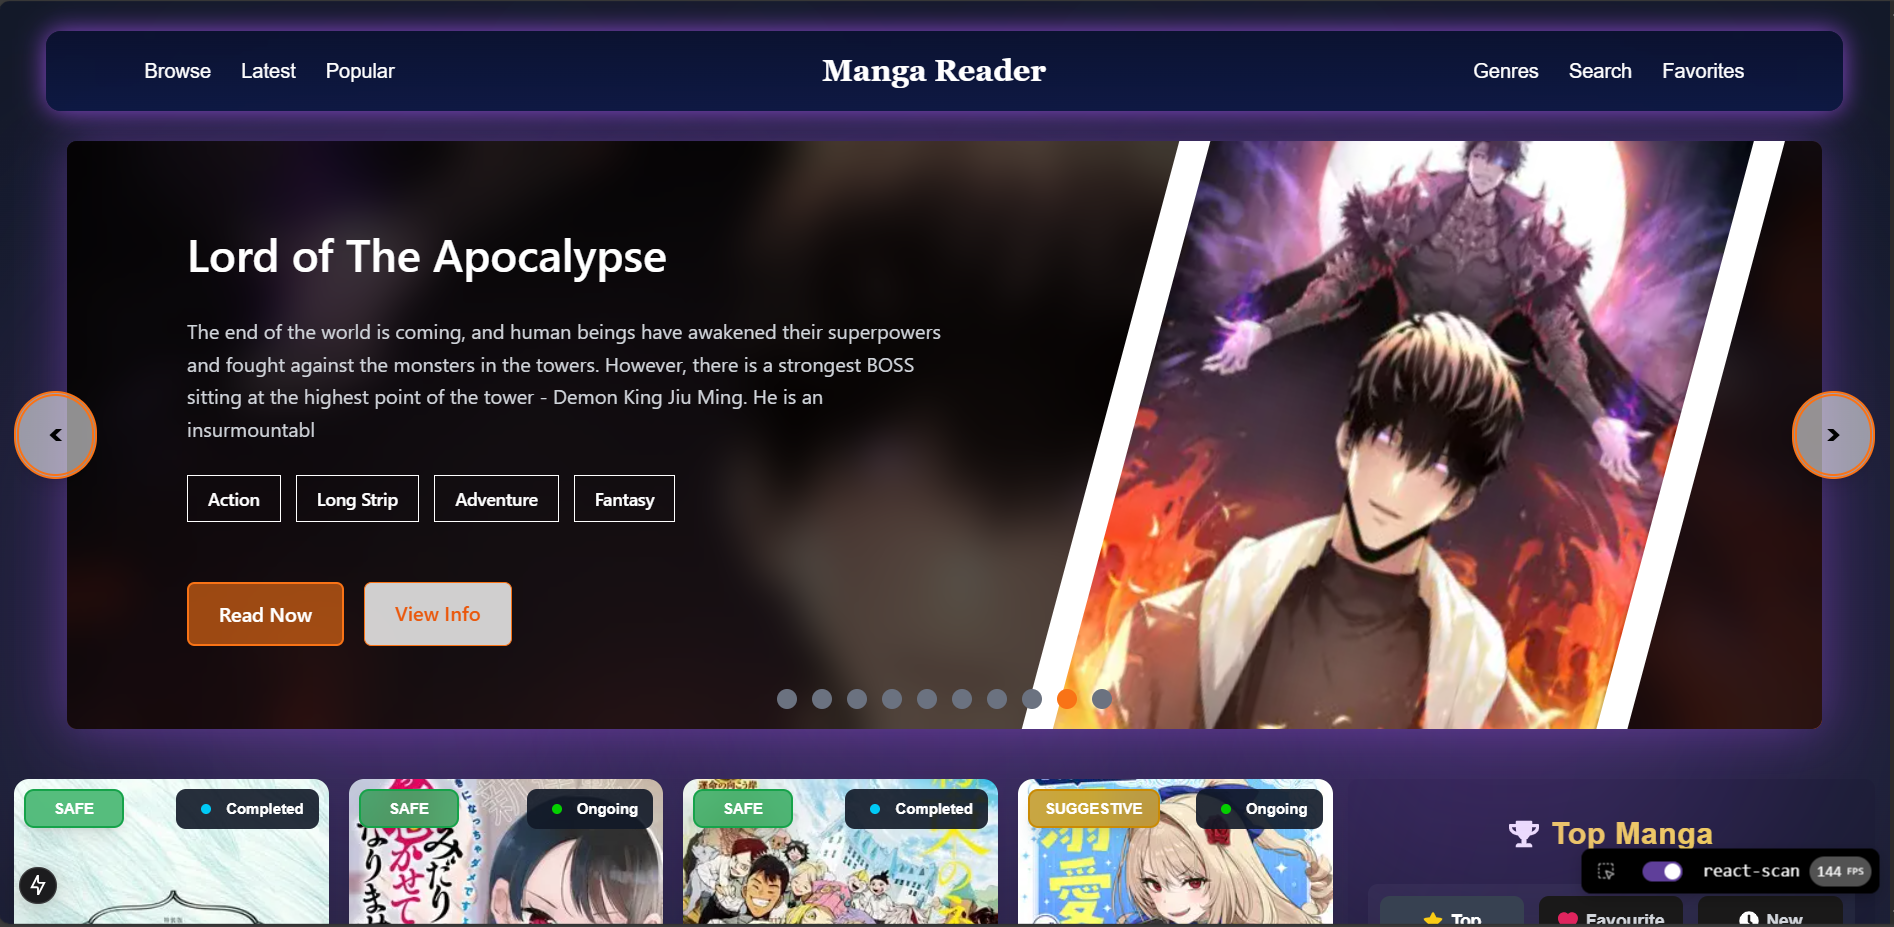 Browse Latest Popular Manga Reader Genres Search Favorites
Lord of The Apocalypse
The end of the world is coming, and human beings have awakened their superpowers
and fought against the monsters in the towers. However, there is a strongest BOSS
sitting at the highest point of the tower - Demon King Jiu Ming. He is an
insurmountabl
Action Long Strip Adventure Fantasy
Read Now View Info
SAFE Completed SAFE Ongoing SAFE Completed SUGGESTIVE Ongoing
Top Manga
react-scan 144 FPS
Top Favourite New